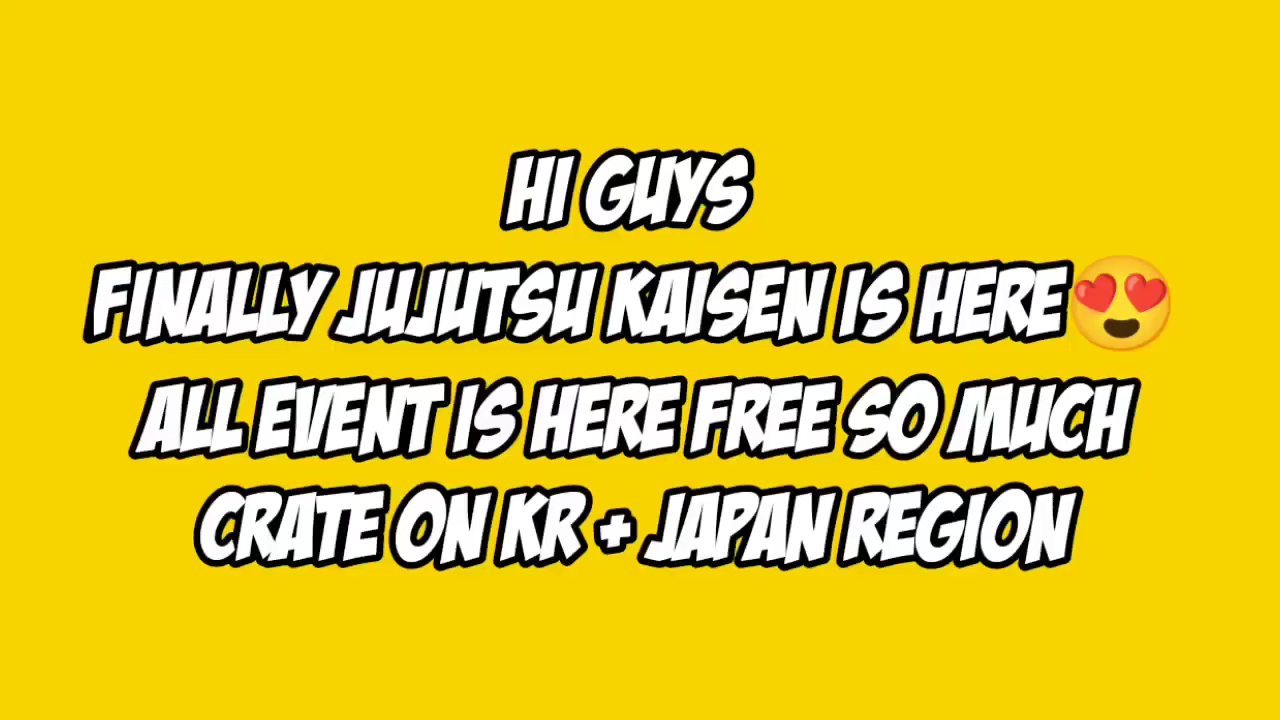 HI GUYS
FINALLY JUJUTSU KAISEN IS HERE😍
ALL EVENT IS HERE FREE SO MUCH
CRATE ON KR + JAPAN REGION